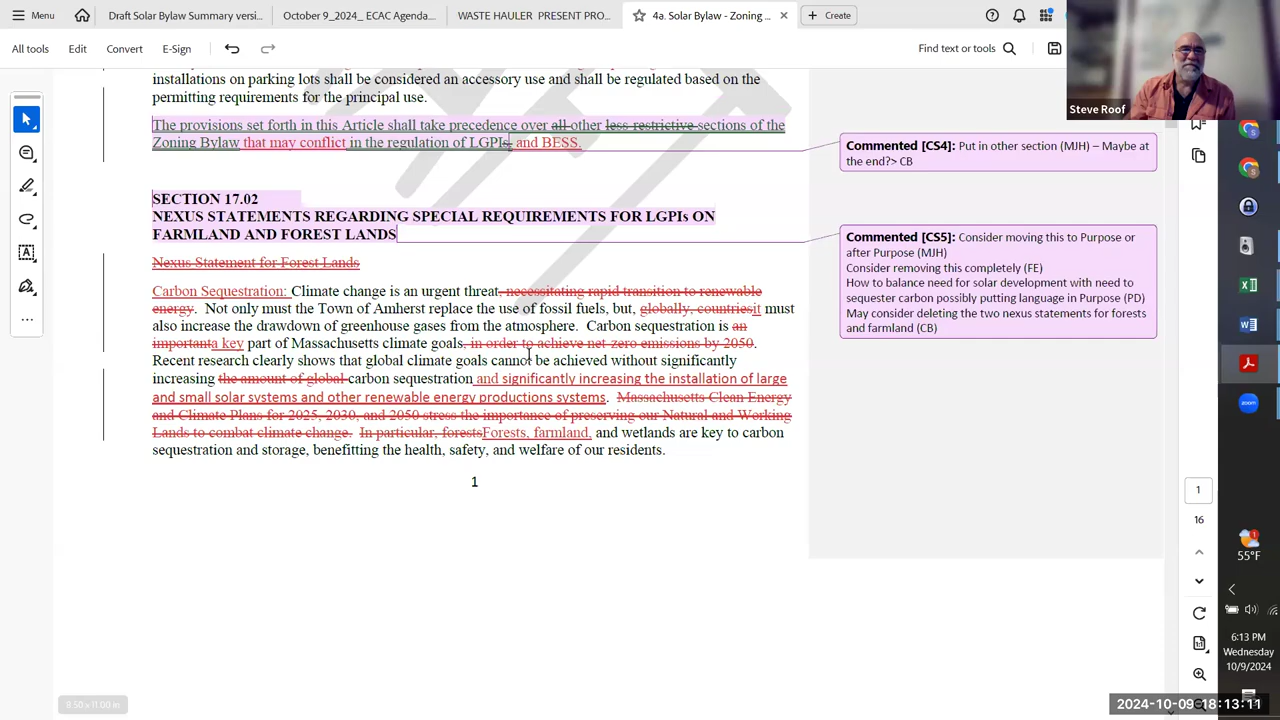 Menu
Draft Solar Bylaw Summary versi...
October 9_2024_ ECAC Agenda...
WASTE HAULER PRESENT PRO...
4a. Solar Bylaw - Zoning ...
Create
All tools
Edit
Convert
E-Sign
Find text or tools
Steve Roof
installations on parking lots shall be considered an accessory use and shall be regulated based on the
permitting requirements for the principal use.
The provisions set forth in this Article shall take precedence over all other less restrictive sections of the
Zoning Bylaw that may conflict in the regulation of LGPIs, and BESS.
Commented [CS4]: Put in other section (MJH) – Maybe at
the end?> CB
SECTION 17.02
NEXUS STATEMENTS REGARDING SPECIAL REQUIREMENTS FOR LGPIs ON
FARMLAND AND FOREST LANDS
Commented [CS5]: Consider moving this to Purpose or
after Purpose (MJH)
Consider removing this completely (FE)
How to balance need for solar development with need to
sequester carbon possibly putting language in Purpose (PD)
May consider deleting the two nexus statements for forests
and farmland (CB)
Nexus Statement for Forest Lands
Carbon Sequestration: Climate change is an urgent threat, necessitating rapid transition to renewable
energy. Not only must the Town of Amherst replace the use of fossil fuels, but, globally, countriesit must
also increase the drawdown of greenhouse gases from the atmosphere. Carbon sequestration is an
importanta key part of Massachusetts climate goals, in order to achieve net-zero emissions by 2050.
Recent research clearly shows that global climate goals cannot be achieved without significantly
increasing the amount of global carbon sequestration and significantly increasing the installation of large
and small solar systems and other renewable energy productions systems. Massachusetts Clean Energy
and Climate Plans for 2025, 2030, and 2050 stress the importance of preserving our Natural and Working
Lands to combat climate change. In particular, forestsForests, farmland, and wetlands are key to carbon
sequestration and storage, benefitting the health, safety, and welfare of our residents.
1
8.50 x 11.00 in
1
16
55°F
6:13 PM
Wednesday
10/9/2024
2024-10-09 18:13:11